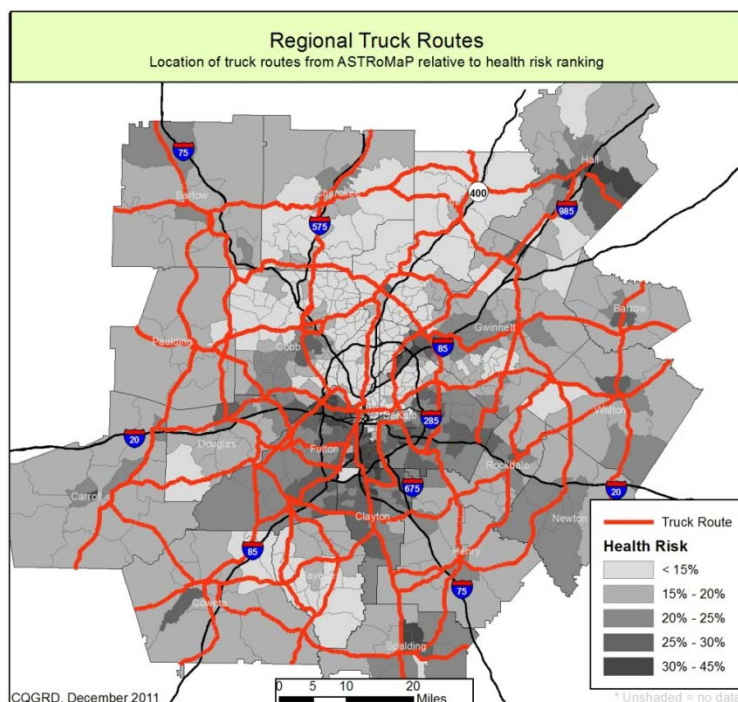 Regional Truck Routes
Location of truck routes from ASTRoMaP relative to health risk ranking
75
Hall
Bartow
Cherokee
400
575
985
Barrow
Gwinnett
Paulding
Cobb
85
DeKalb
Walton
20
Douglas
285
Fulton
Rockdale
Carroll
675
20
Clayton
Newton
85
Henry
Coweta
75
Spalding
Truck Route
Health Risk
< 15%
15% - 20%
20% - 25%
25% - 30%
30% - 45%
CQGRD, December 2011
0 5 10 20
Miles
* Unshaded = no data